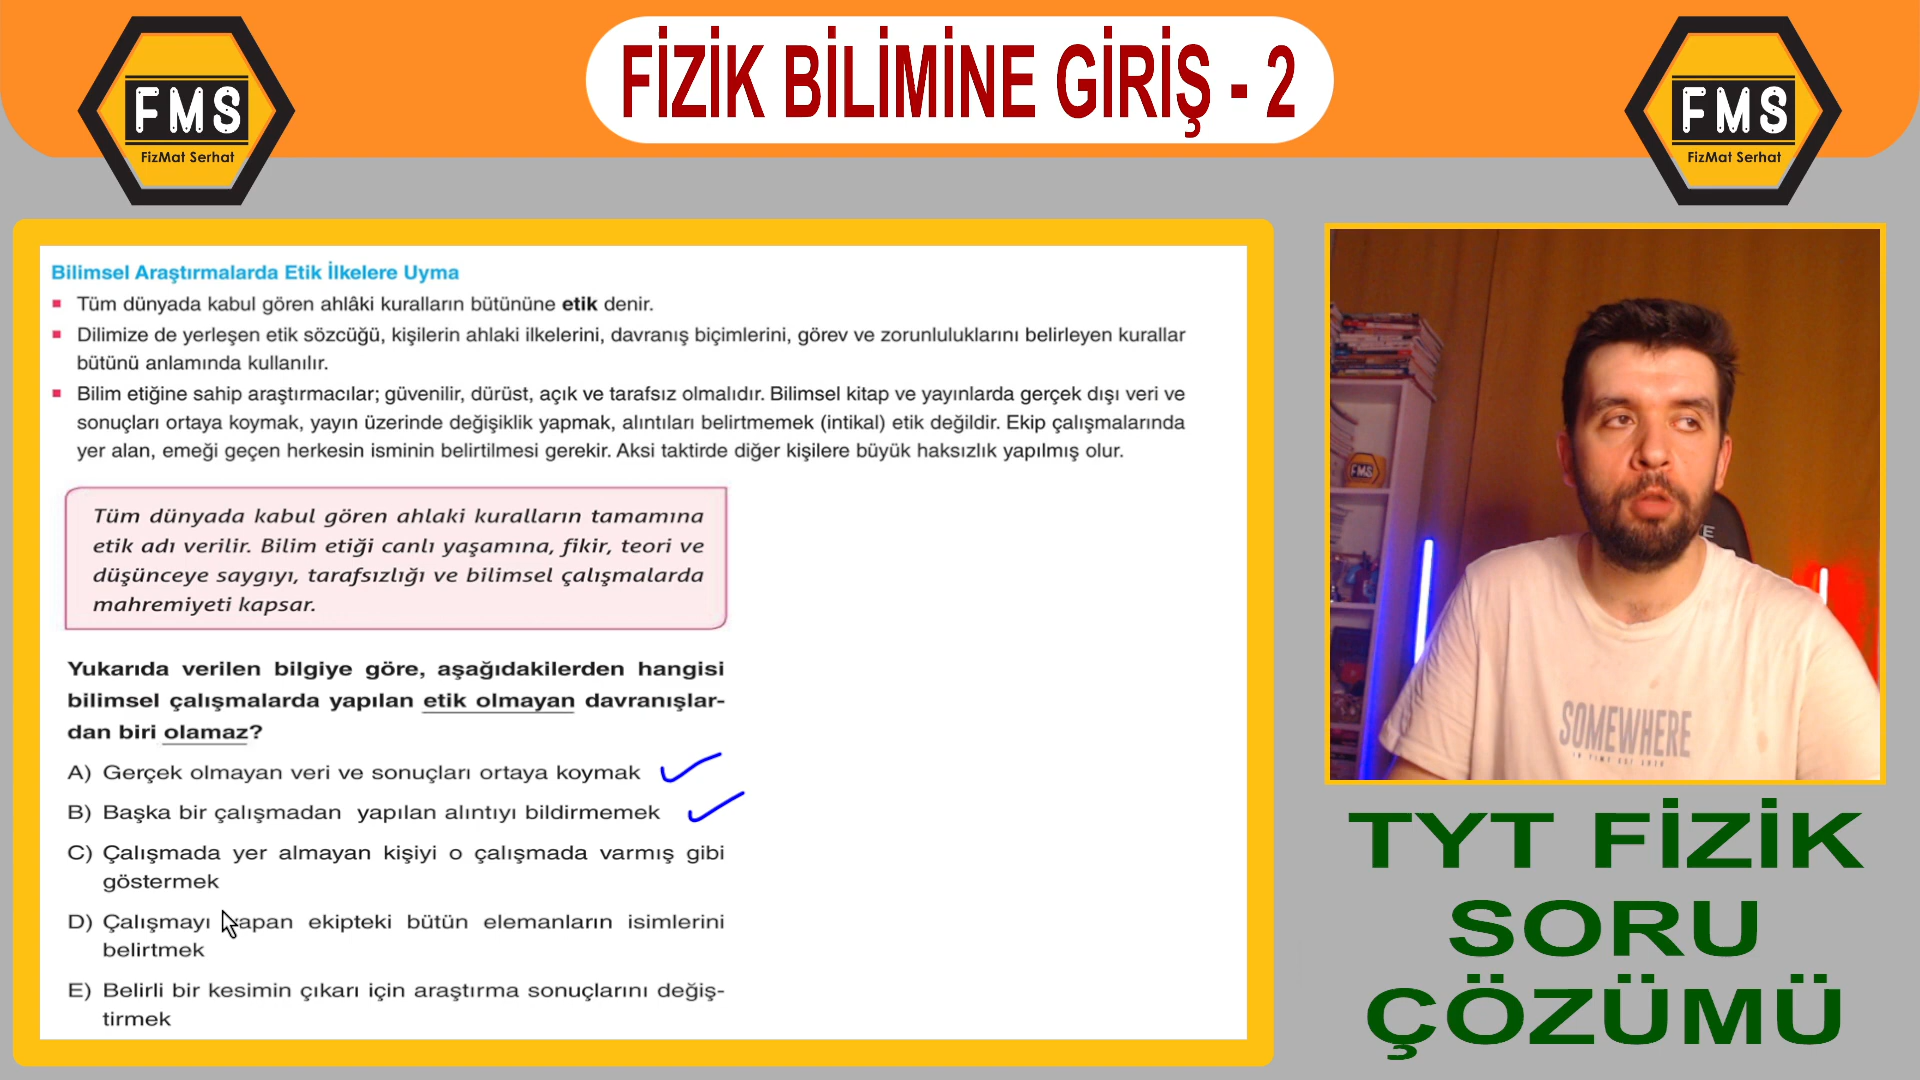 FİZİK BİLİMİNE GİRİŞ - 2
FMS
FizMat Serhat
FMS
FizMat Serhat
Bilimsel Araştırmalarda Etik İlkelere Uyma
Tüm dünyada kabul gören ahlâki kuralların bütününe etik denir.
Dilimize de yerleşen etik sözcüğü, kişilerin ahlaki ilkelerini, davranış biçimlerini, görev ve zorunluluklarını belirleyen kurallar
bütünü anlamında kullanılır.
Bilim etiğine sahip araştırmacılar; güvenilir, dürüst, açık ve tarafsız olmalıdır. Bilimsel kitap ve yayınlarda gerçek dışı veri ve
sonuçları ortaya koymak, yayın üzerinde değişiklik yapmak, alıntıları belirtmemek (intikal) etik değildir. Ekip çalışmalarında
yer alan, emeği geçen herkesin isminin belirtilmesi gerekir. Aksi taktirde diğer kişilere büyük haksızlık yapılmış olur.
Tüm dünyada kabul gören ahlaki kuralların tamamına
etik adı verilir. Bilim etiği canlı yaşamına, fikir, teori ve
düşünceye saygıyı, tarafsızlığı ve bilimsel çalışmalarda
mahremiyeti kapsar.
Yukarıda verilen bilgiye göre, aşağıdakilerden hangisi
bilimsel çalışmalarda yapılan etik olmayan davranışlar-
dan biri olamaz?
A) Gerçek olmayan veri ve sonuçları ortaya koymak
B) Başka bir çalışmadan yapılan alıntıyı bildirmemek
C) Çalışmada yer almayan kişiyi o çalışmada varmış gibi
göstermek
D) Çalışmayı yapan ekipteki bütün elemanların isimlerini
belirtmek
E) Belirli bir kesimin çıkarı için araştırma sonuçlarını değiş-
tirmek
FMS
SOMEWHERE
TYT FİZİK
SORU
ÇÖZÜMÜ